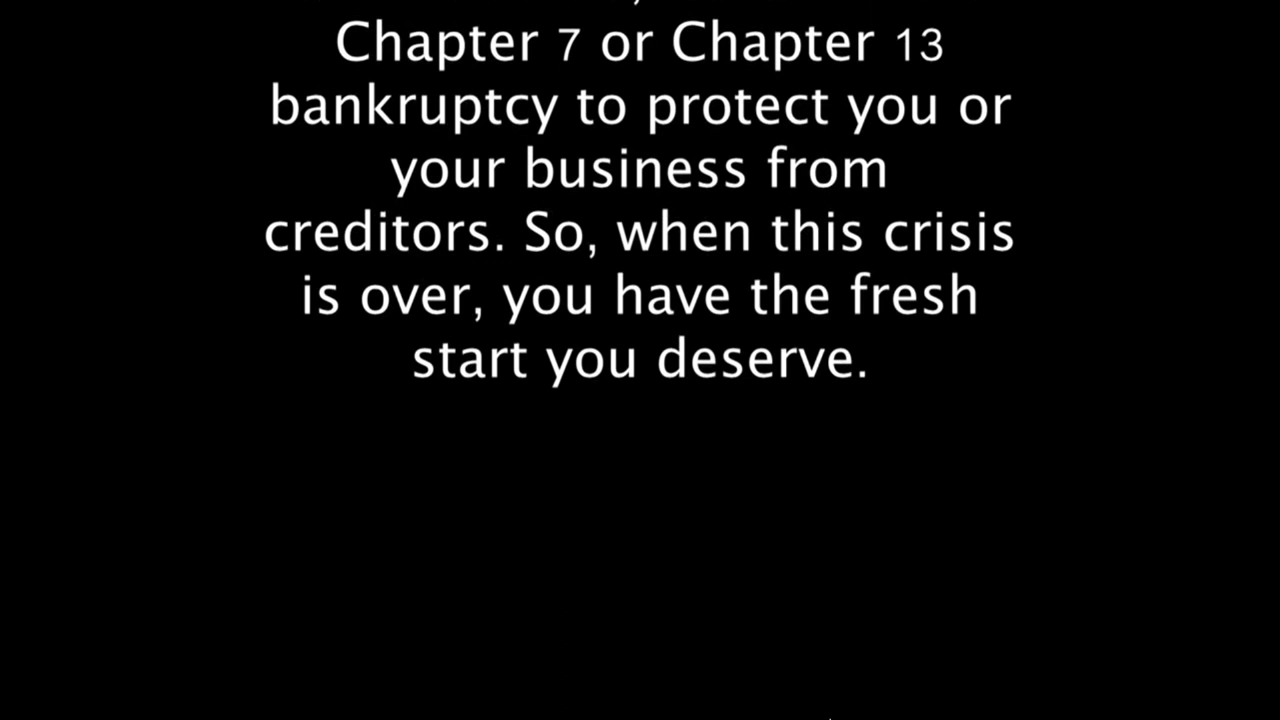 Chapter 7 or Chapter 13
bankruptcy to protect you or
your business from
creditors. So, when this crisis
is over, you have the fresh
start you deserve.